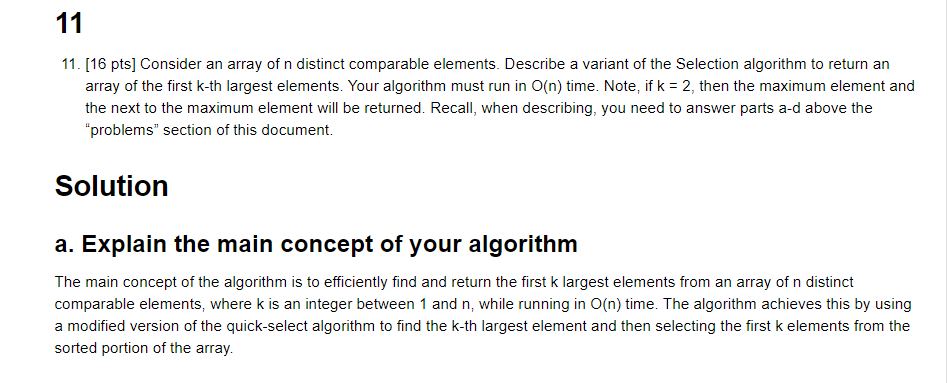 11
11. [16 pts] Consider an array of n distinct comparable elements. Describe a variant of the Selection algorithm to return an
array of the first k-th largest elements. Your algorithm must run in O(n) time. Note, if k = 2, then the maximum element and
the next to the maximum element will be returned. Recall, when describing, you need to answer parts a-d above the
“problems” section of this document.
Solution
a. Explain the main concept of your algorithm
The main concept of the algorithm is to efficiently find and return the first k largest elements from an array of n distinct
comparable elements, where k is an integer between 1 and n, while running in O(n) time. The algorithm achieves this by using
a modified version of the quick-select algorithm to find the k-th largest element and then selecting the first k elements from the
sorted portion of the array.